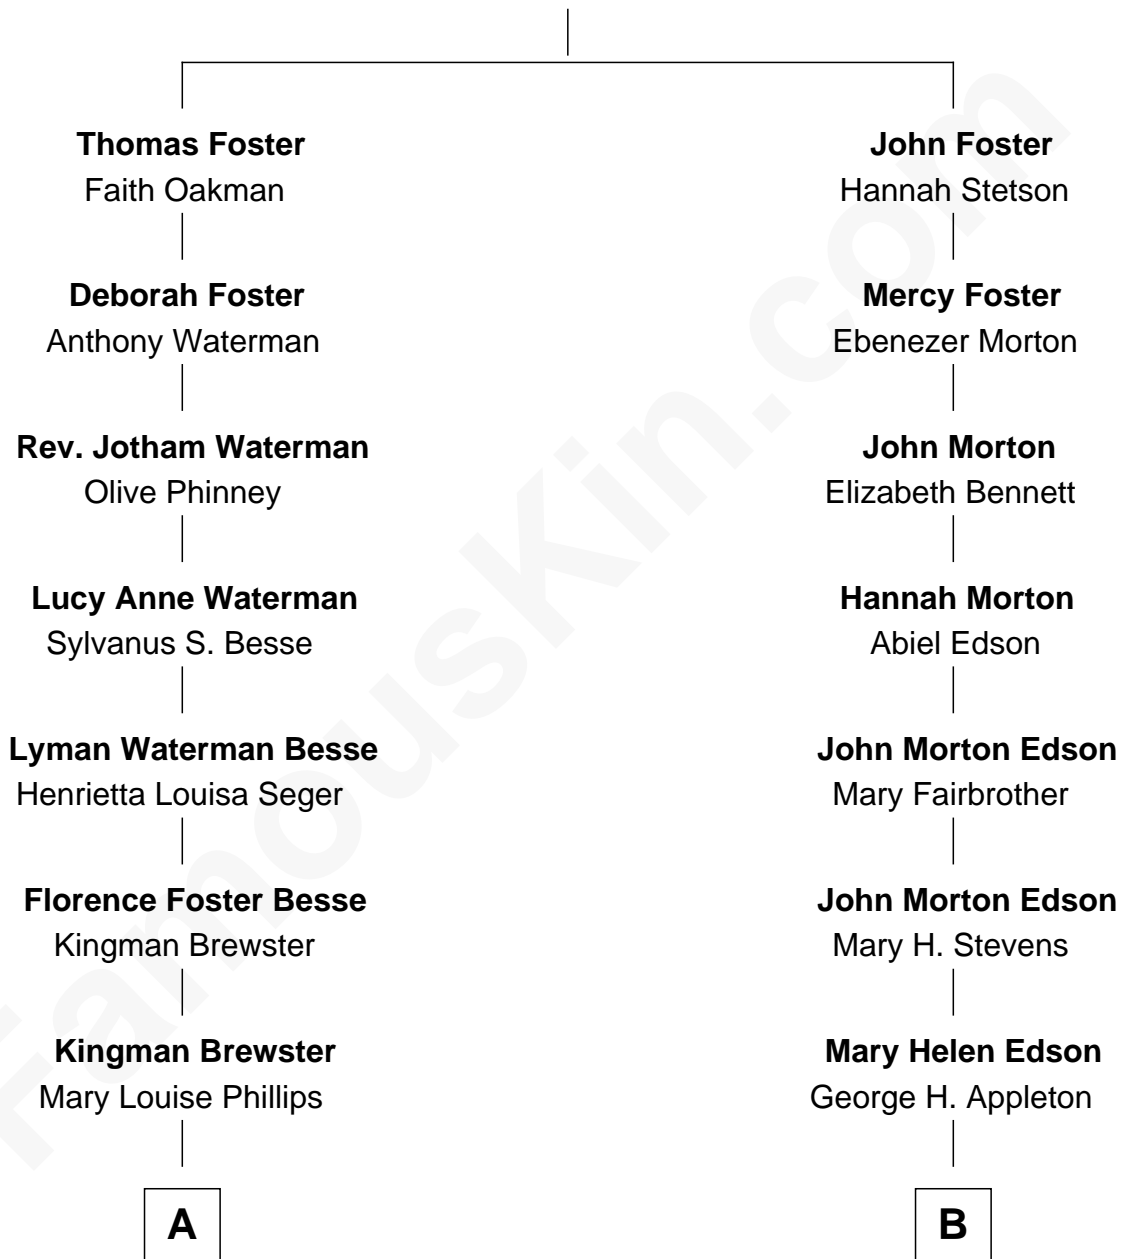 Thomas Foster
Faith Oakman
Deborah Foster
Anthony Waterman
Rev. Jotham Waterman
Olive Phinney
Lucy Anne Waterman
Sylvanus S. Besse
Lyman Waterman Besse
Henrietta Louisa Seger
Florence Foster Besse
Kingman Brewster
Kingman Brewster
Mary Louise Phillips
A
John Foster
Hannah Stetson
Mercy Foster
Ebenezer Morton
John Morton
Elizabeth Bennett
Hannah Morton
Abiel Edson
John Morton Edson
Mary Fairbrother
John Morton Edson
Mary H. Stevens
Mary Helen Edson
George H. Appleton
B
FamousKin.com